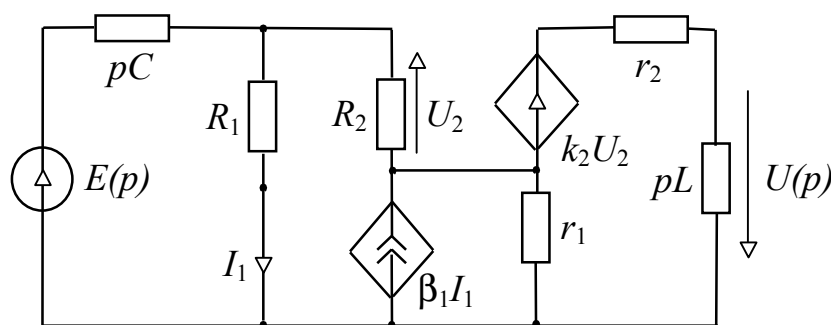 pC
r₂
R₁
R₂
U₂
E(p)
k₂U₂
pL
U(p)
I₁
β₁I₁
r₁